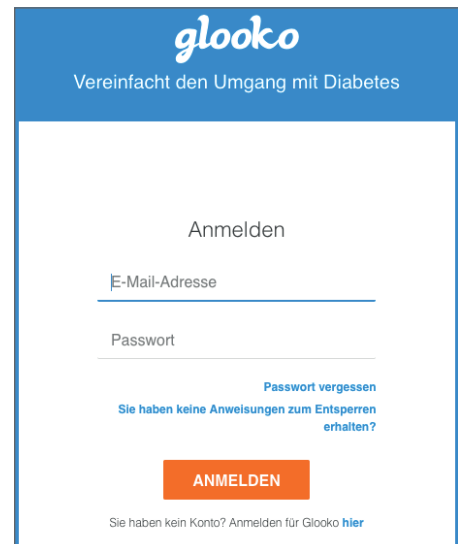 glooko
Vereinfacht den Umgang mit Diabetes
Anmelden
E-Mail-Adresse
Passwort
Passwort vergessen
Sie haben keine Anweisungen zum Entsperren
erhalten?
ANMELDEN
Sie haben kein Konto? Anmelden für Glooko hier